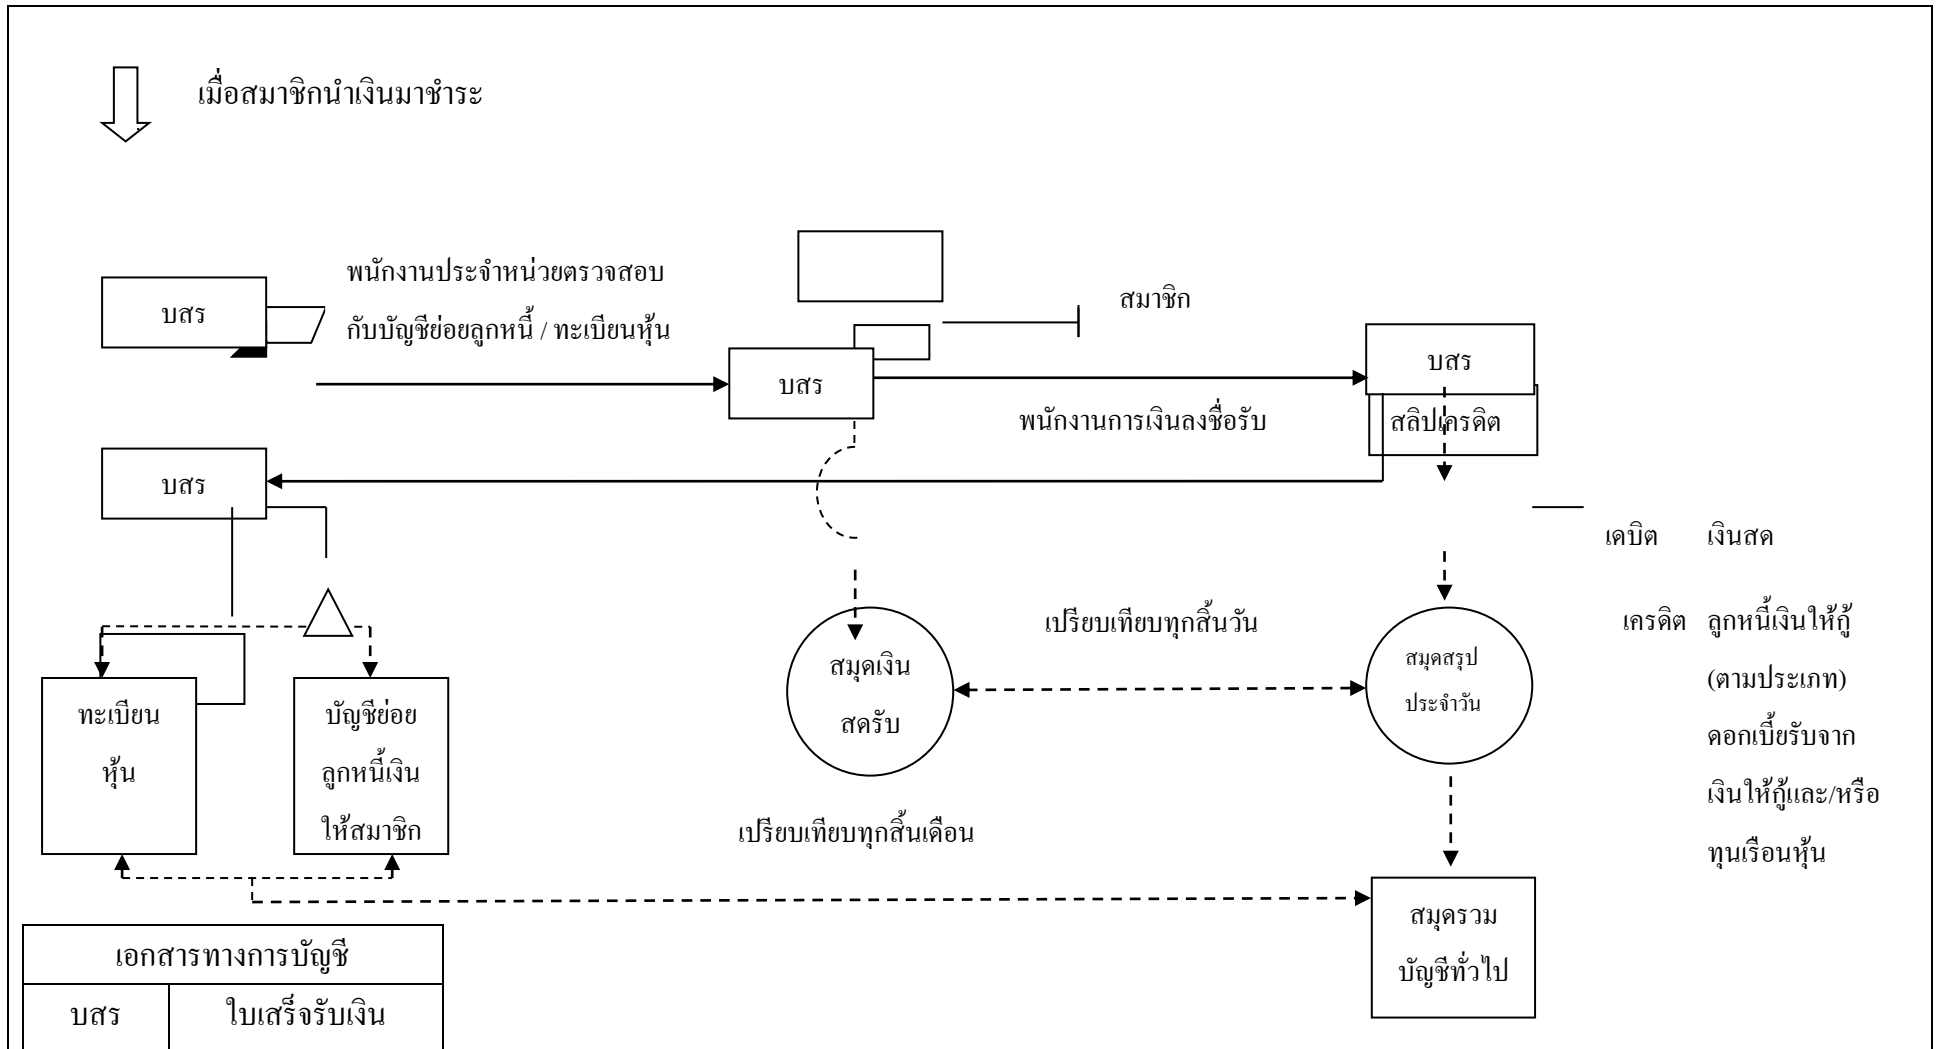 เมื่อสมาชิกนำเงินมาชำระ
พนักงานประจำหน่วยตรวจสอบ
กับบัญชีย่อยลูกหนี้ / ทะเบียนหุ้น
บสร
สมาชิก
บสร
บสร
สลิปเครดิต
พนักงานการเงินลงชื่อรับ
บสร
เดบิต เงินสด
เครดิต ลูกหนี้เงินให้กู้
(ตามประเภท)
ดอกเบี้ยรับจาก
เงินให้กู้และ/หรือ
ทุนเรือนหุ้น
เปรียบเทียบทุกสิ้นวัน
สมุดเงิน
สดรับ
สมุดสรุป
ประจำวัน
ทะเบียน
หุ้น
บัญชีย่อย
ลูกหนี้เงิน
ให้สมาชิก
เปรียบเทียบทุกสิ้นเดือน
สมุดรวม
บัญชีทั่วไป
เอกสารทางการบัญชี
บสร ใบเสร็จรับเงิน